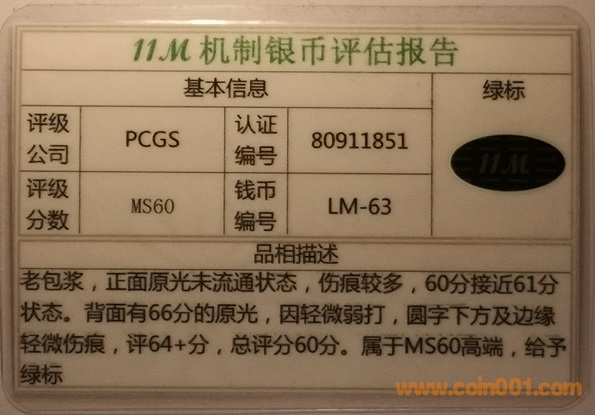 11M 机制银币评估报告
基本信息
绿标
评级公司
PCGS
认证编号
80911851
11M
评级分数
MS60
钱币编号
LM-63
品相描述
老包浆，正面原光未流通状态，伤痕较多，60分接近61分
状态。背面有66分的原光，因轻微弱打，圆字下方及边缘
轻微伤痕，评64+分，总评分60分。属于MS60高端，给予
绿标
www.coin001.com